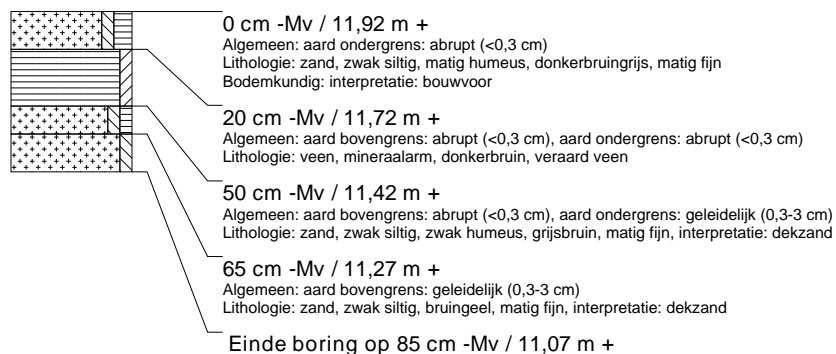 0 cm -Mv / 11,92 m +
Algemeen: aard ondergrens: abrupt (<0,3 cm)
Lithologie: zand, zwak siltig, matig humeus, donkerbruingrijs, matig fijn
Bodemkundig: interpretatie: bouwvoor
20 cm -Mv / 11,72 m +
Algemeen: aard bovengrens: abrupt (<0,3 cm), aard ondergrens: abrupt (<0,3 cm)
Lithologie: veen, mineraalarm, donkerbruin, veraard veen
50 cm -Mv / 11,42 m +
Algemeen: aard bovengrens: abrupt (<0,3 cm), aard ondergrens: geleidelijk (0,3-3 cm)
Lithologie: zand, zwak siltig, zwak humeus, grijsbruin, matig fijn, interpretatie: dekzand
65 cm -Mv / 11,27 m +
Algemeen: aard bovengrens: geleidelijk (0,3-3 cm)
Lithologie: zand, zwak siltig, bruingeel, matig fijn, interpretatie: dekzand
Einde boring op 85 cm -Mv / 11,07 m +